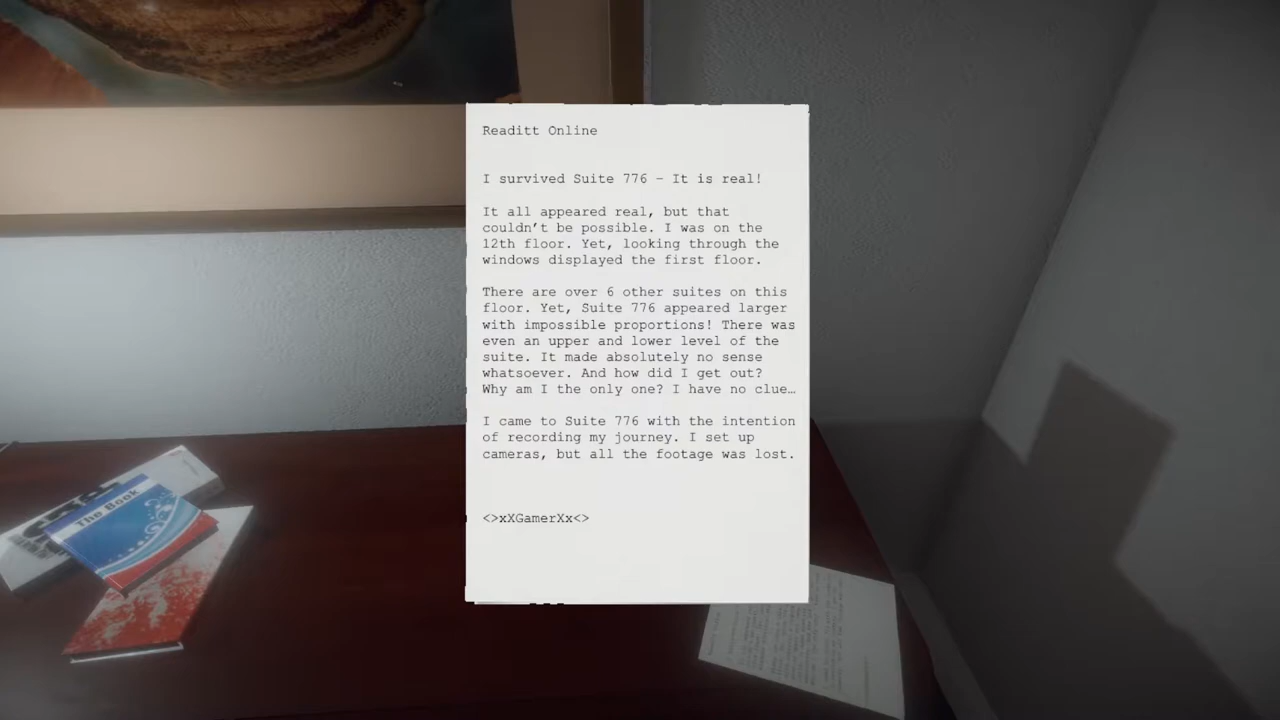 Readitt Online
I survived Suite 776 – It is real!
It all appeared real, but that
couldn't be possible. I was on the
12th floor. Yet, looking through the
windows displayed the first floor.
There are over 6 other suites on this
floor. Yet, Suite 776 appeared larger
with impossible proportions! There was
even an upper and lower level of the
suite. It made absolutely no sense
whatsoever. And how did I get out?
Why am I the only one? I have no clue…
I came to Suite 776 with the intention
of recording my journey. I set up
cameras, but all the footage was lost.
<>xXGamerXx<>
The Book